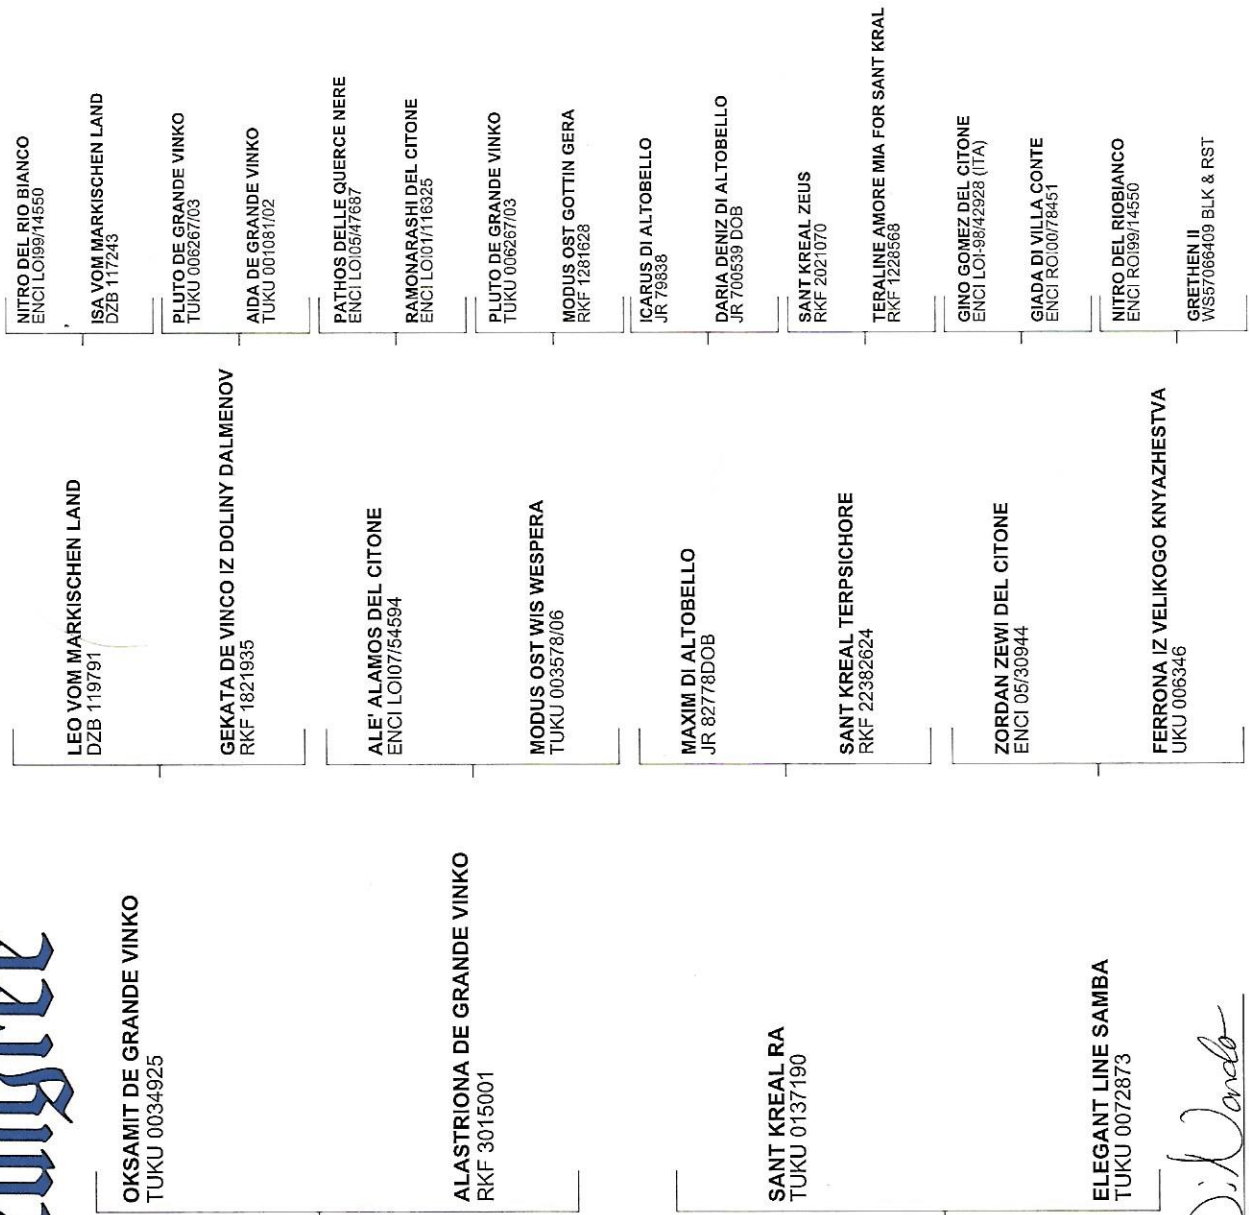 OKSAMIT DE GRANDE VINKO
TUKU 0034925
ALASTRIONA DE GRANDE VINKO
RKF 3015001
SANT KREAL RA
TUKU 0137190
ELEGANT LINE SAMBA
TUKU 0072873
LEO VOM MARKISCHEN LAND
DZB 119791
GEKATA DE VINCO IZ DOLINY DALMENOV
RKF 1821935
ALE' ALAMOS DEL CITONE
ENCI LOI07/54594
MODUS OST WIS WESPERA
TUKU 003578/06
MAXIM DI ALTOBELLO
JR 82778DOB
SANT KREAL TERPSICHORE
RKF 22382624
ZORDAN ZEWI DEL CITONE
ENCI 05/30944
FERRONA IZ VELIKOGO KNYAZHESTVA
UKU 006346
NITRO DEL RIO BIANCO
ENCI LOI99/14550
ISA VOM MARKISCHEN LAND
DZB 117243
PLUTO DE GRANDE VINKO
TUKU 006267/03
AIDA DE GRANDE VINKO
TUKU 001081/02
PATHOS DELLE QUERCE NERE
ENCI LOI05/47687
RAMONARASHI DEL CITONE
ENCI LOI01/116325
PLUTO DE GRANDE VINKO
TUKU 006267/03
MODUS OST GOTTIN GERA
RKF 1281628
ICARUS DI ALTOBELLO
JR 79838
DARIA DENIZ DI ALTOBELLO
JR 700539 DOB
SANT KREAL ZEUS
RKF 2021070
TERALINE AMORE MIA FOR SANT KRAL
RKF 1228568
GINO GOMEZ DEL CITONE
ENCI LOI-98/42928 (ITA)
GIADA DI VILLA CONTE
ENCI ROI00/78451
NITRO DEL RIOBIANCO
ENCI ROI99/14550
GRETHEN II
WS57066409 BLK & RST